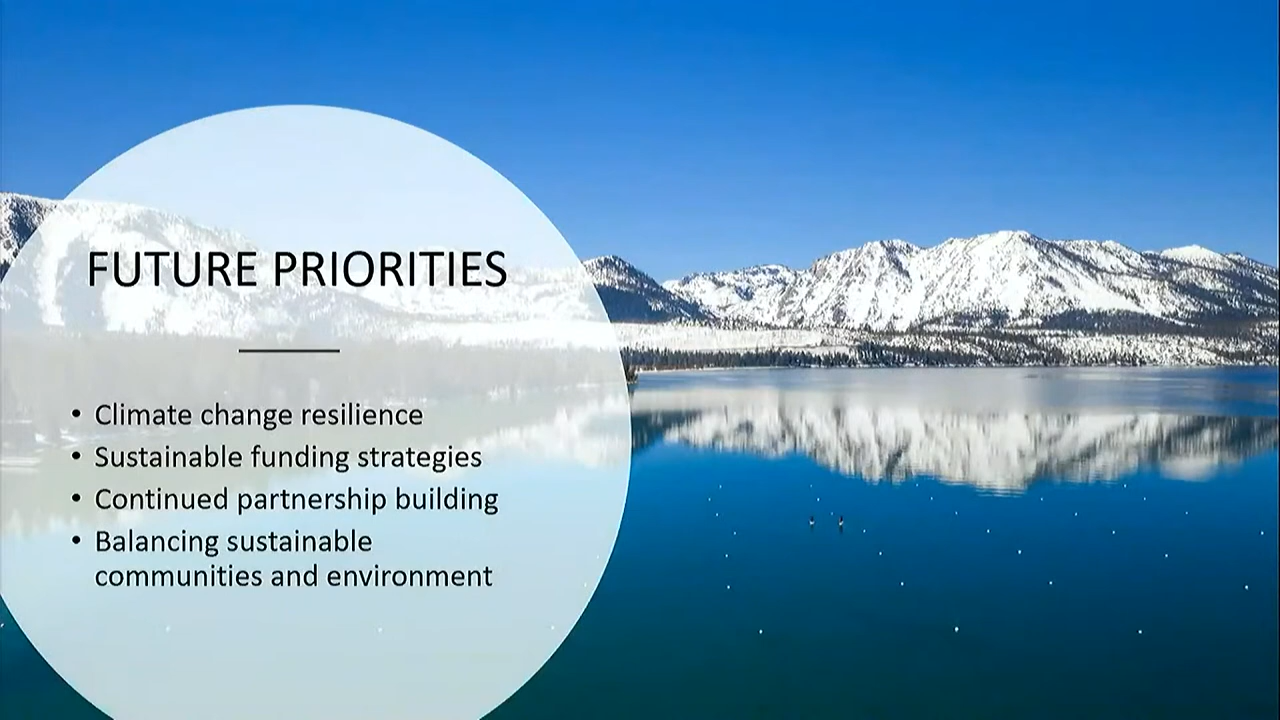 FUTURE PRIORITIES
• Climate change resilience
• Sustainable funding strategies
• Continued partnership building
• Balancing sustainable
communities and environment